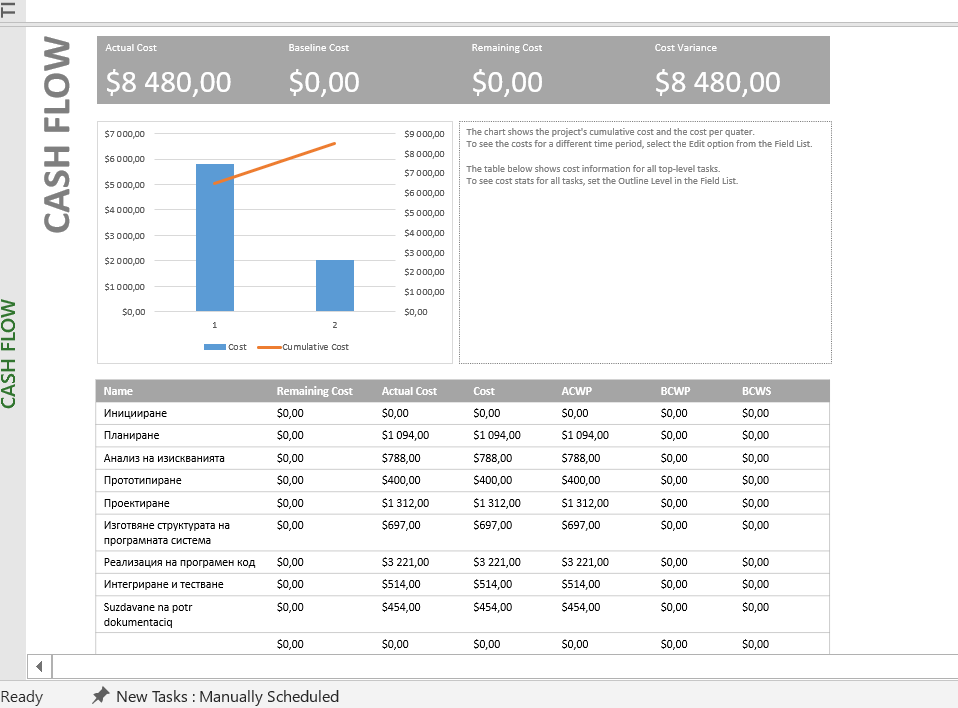 CASH FLOW
CASH FLOW
Actual Cost Baseline Cost Remaining Cost Cost Variance
$8 480,00 $0,00 $0,00 $8 480,00
$7 000,00
$6 000,00
$5 000,00
$4 000,00
$3 000,00
$2 000,00
$1 000,00
$0,00
$9 000,00
$8 000,00
$7 000,00
$6 000,00
$5 000,00
$4 000,00
$3 000,00
$2 000,00
$1 000,00
$0,00
1 2
Cost Cumulative Cost
The chart shows the project's cumulative cost and the cost per quater.
To see the costs for a different time period, select the Edit option from the Field List.
The table below shows cost information for all top-level tasks.
To see cost stats for all tasks, set the Outline Level in the Field List.
Name Remaining Cost Actual Cost Cost ACWP BCWP BCWS
Иницииране $0,00 $0,00 $0,00 $0,00 $0,00 $0,00
Планиране $0,00 $1 094,00 $1 094,00 $1 094,00 $0,00 $0,00
Анализ на изискванията $0,00 $788,00 $788,00 $788,00 $0,00 $0,00
Прототипиране $0,00 $400,00 $400,00 $400,00 $0,00 $0,00
Проектиране $0,00 $1 312,00 $1 312,00 $1 312,00 $0,00 $0,00
Изготвяне структурата на $0,00 $697,00 $697,00 $697,00 $0,00 $0,00
програмната система
Реализация на програмен код $0,00 $3 221,00 $3 221,00 $3 221,00 $0,00 $0,00
Интегриране и тестване $0,00 $514,00 $514,00 $514,00 $0,00 $0,00
Suzdavane na potr $0,00 $454,00 $454,00 $454,00 $0,00 $0,00
dokumentaciq
$0,00 $0,00 $0,00 $0,00 $0,00 $0,00
Ready New Tasks : Manually Scheduled